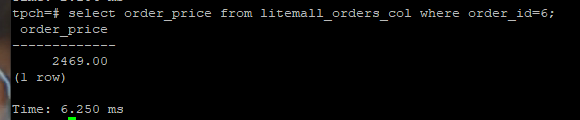 tpch=# select order_price from litemall_orders_col where order_id=6;
order_price
-------------
2469.00
(1 row)
Time: 6.250 ms